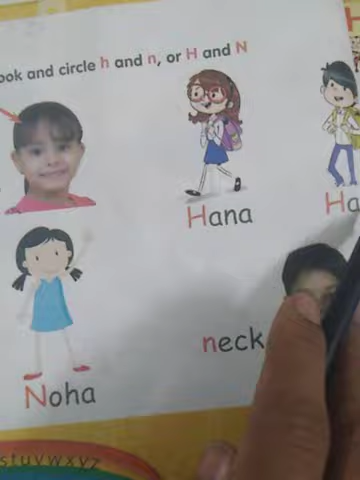 ook and circle h and n, or H and N
Hana
Ha
Noha
neck
stuvwxyz